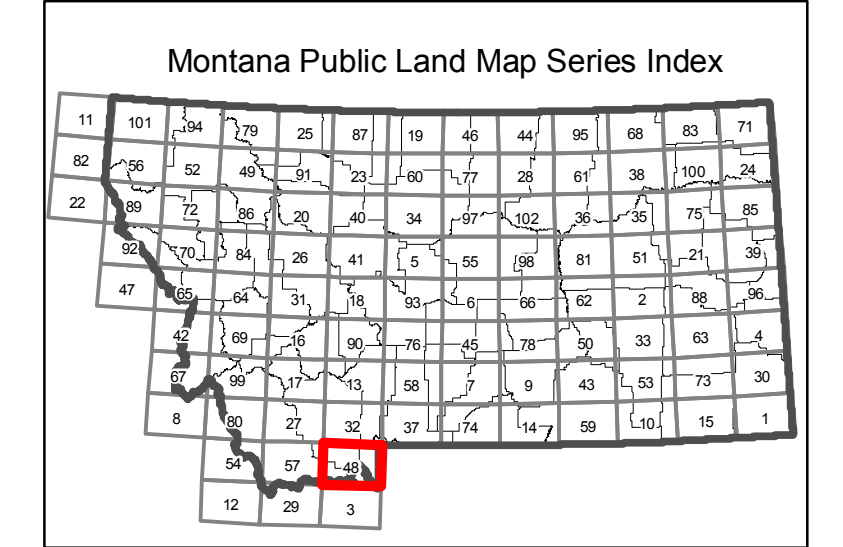 Montana Public Land Map Series Index
11 101 94 79 25 87 19 46 44 95 68 83 71
82 56 52 49 91 23 60 77 28 61 38 100 24
22 89 72 86 20 40 34 97 102 36 35 75 85
92 70 84 26 41 5 55 98 81 51 21 39
47 65 64 31 18 93 6 66 62 2 88 96
42 69 16 90 76 45 78 50 33 63 4
67 99 17 13 58 7 9 43 53 73 30
8 80 27 32 37 74 14 59 10 15 1
54 57 48
12 29 3